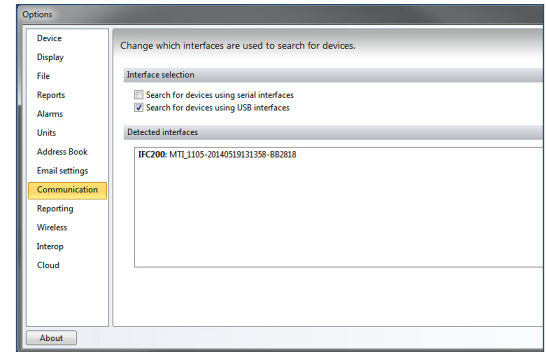 Options
Device
Display
File
Reports
Alarms
Units
Address Book
Email settings
Communication
Reporting
Wireless
Interop
Cloud
Change which interfaces are used to search for devices.
Interface selection
Search for devices using serial interfaces
Search for devices using USB interfaces
Detected interfaces
IFC200: MTI_1105-20140519131358-BB2818
About